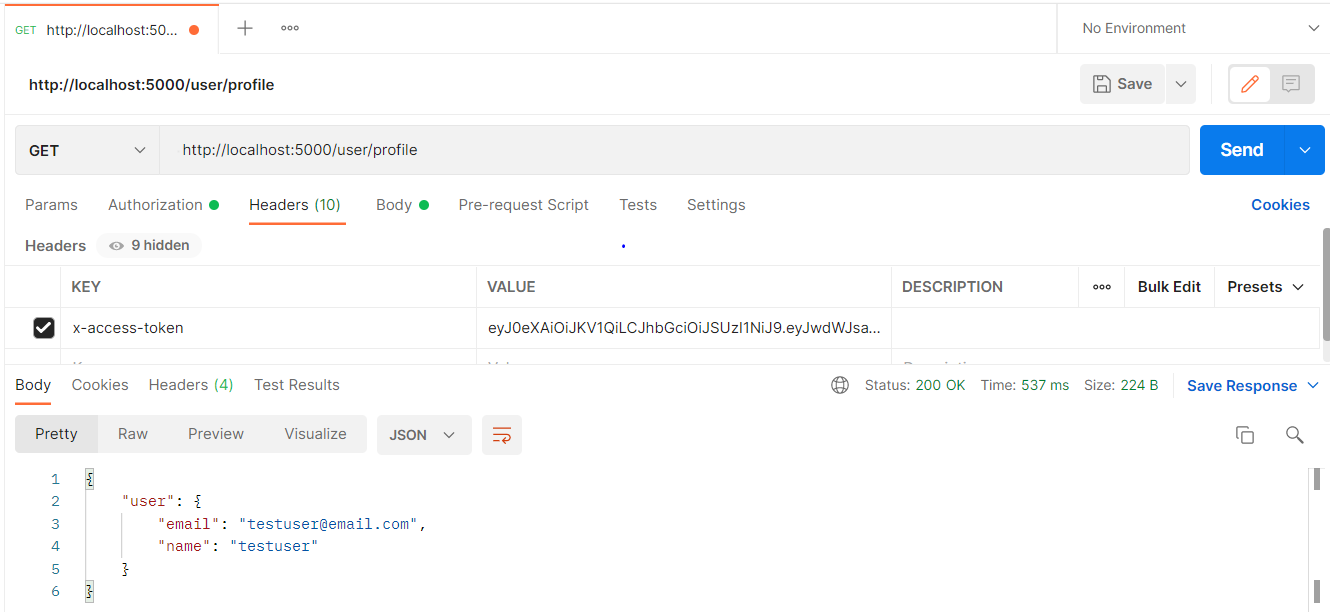 GET http://localhost:50...
No Environment
http://localhost:5000/user/profile
Save
GET http://localhost:5000/user/profile Send
Params Authorization Headers (10) Body Pre-request Script Tests Settings Cookies
Headers 9 hidden
KEY VALUE DESCRIPTION Bulk Edit Presets
x-access-token eyJ0eXAiOiJKV1QiLCJhbGciOiJSUzI1NiJ9.eyJwdWJsa...
Body Cookies Headers (4) Test Results Status: 200 OK Time: 537 ms Size: 224 B Save Response
Pretty Raw Preview Visualize JSON
1 {
2 "user": {
3 "email": "testuser@email.com",
4 "name": "testuser"
5 }
6 }